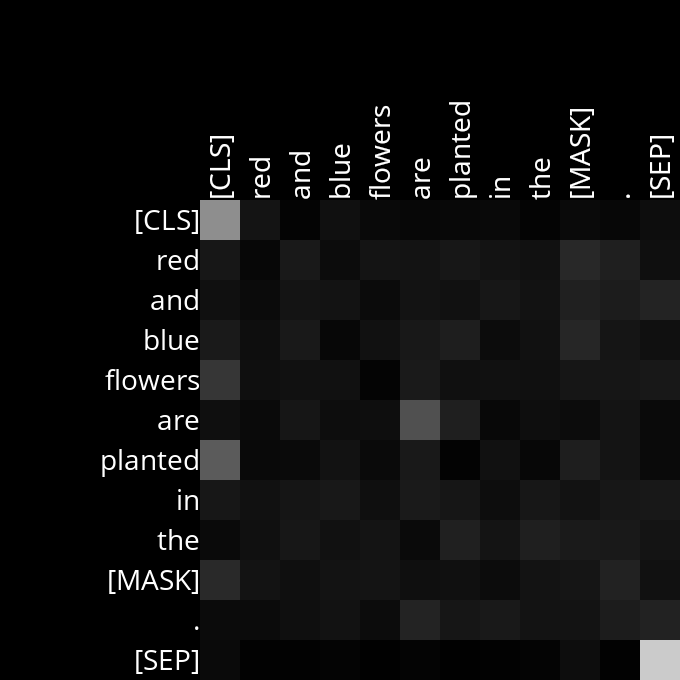 [CLS] red and blue flowers are planted in the [MASK] . [SEP]
[CLS]
red
and
blue
flowers
are
planted
in
the
[MASK]
.
[SEP]